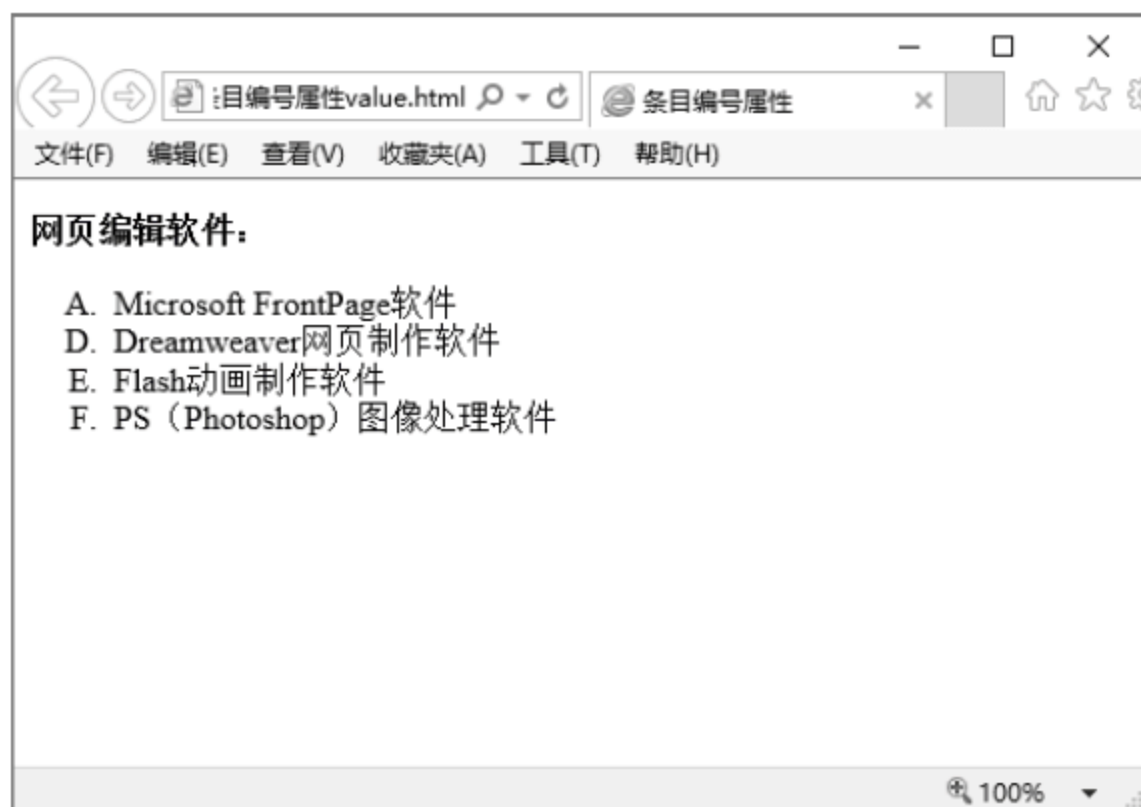 目编号属性value.html
条目编号属性
文件(F) 编辑(E) 查看(V) 收藏夹(A) 工具(T) 帮助(H)
网页编辑软件：
A. Microsoft FrontPage软件
D. Dreamweaver网页制作软件
E. Flash动画制作软件
F. PS（Photoshop）图像处理软件
100%